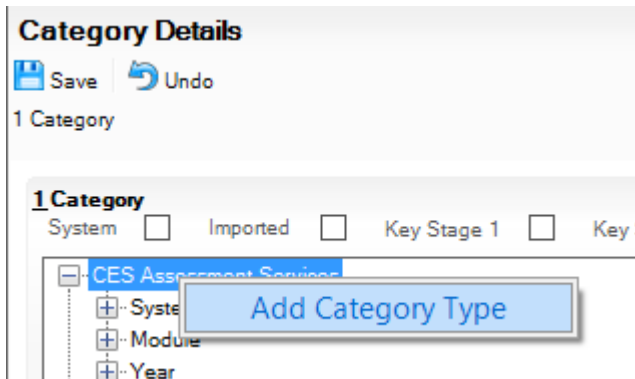 Category Details
Save Undo
1 Category
1 Category
System Imported Key Stage 1 Key
CES Assessment Services
Add Category Type
Module
Year